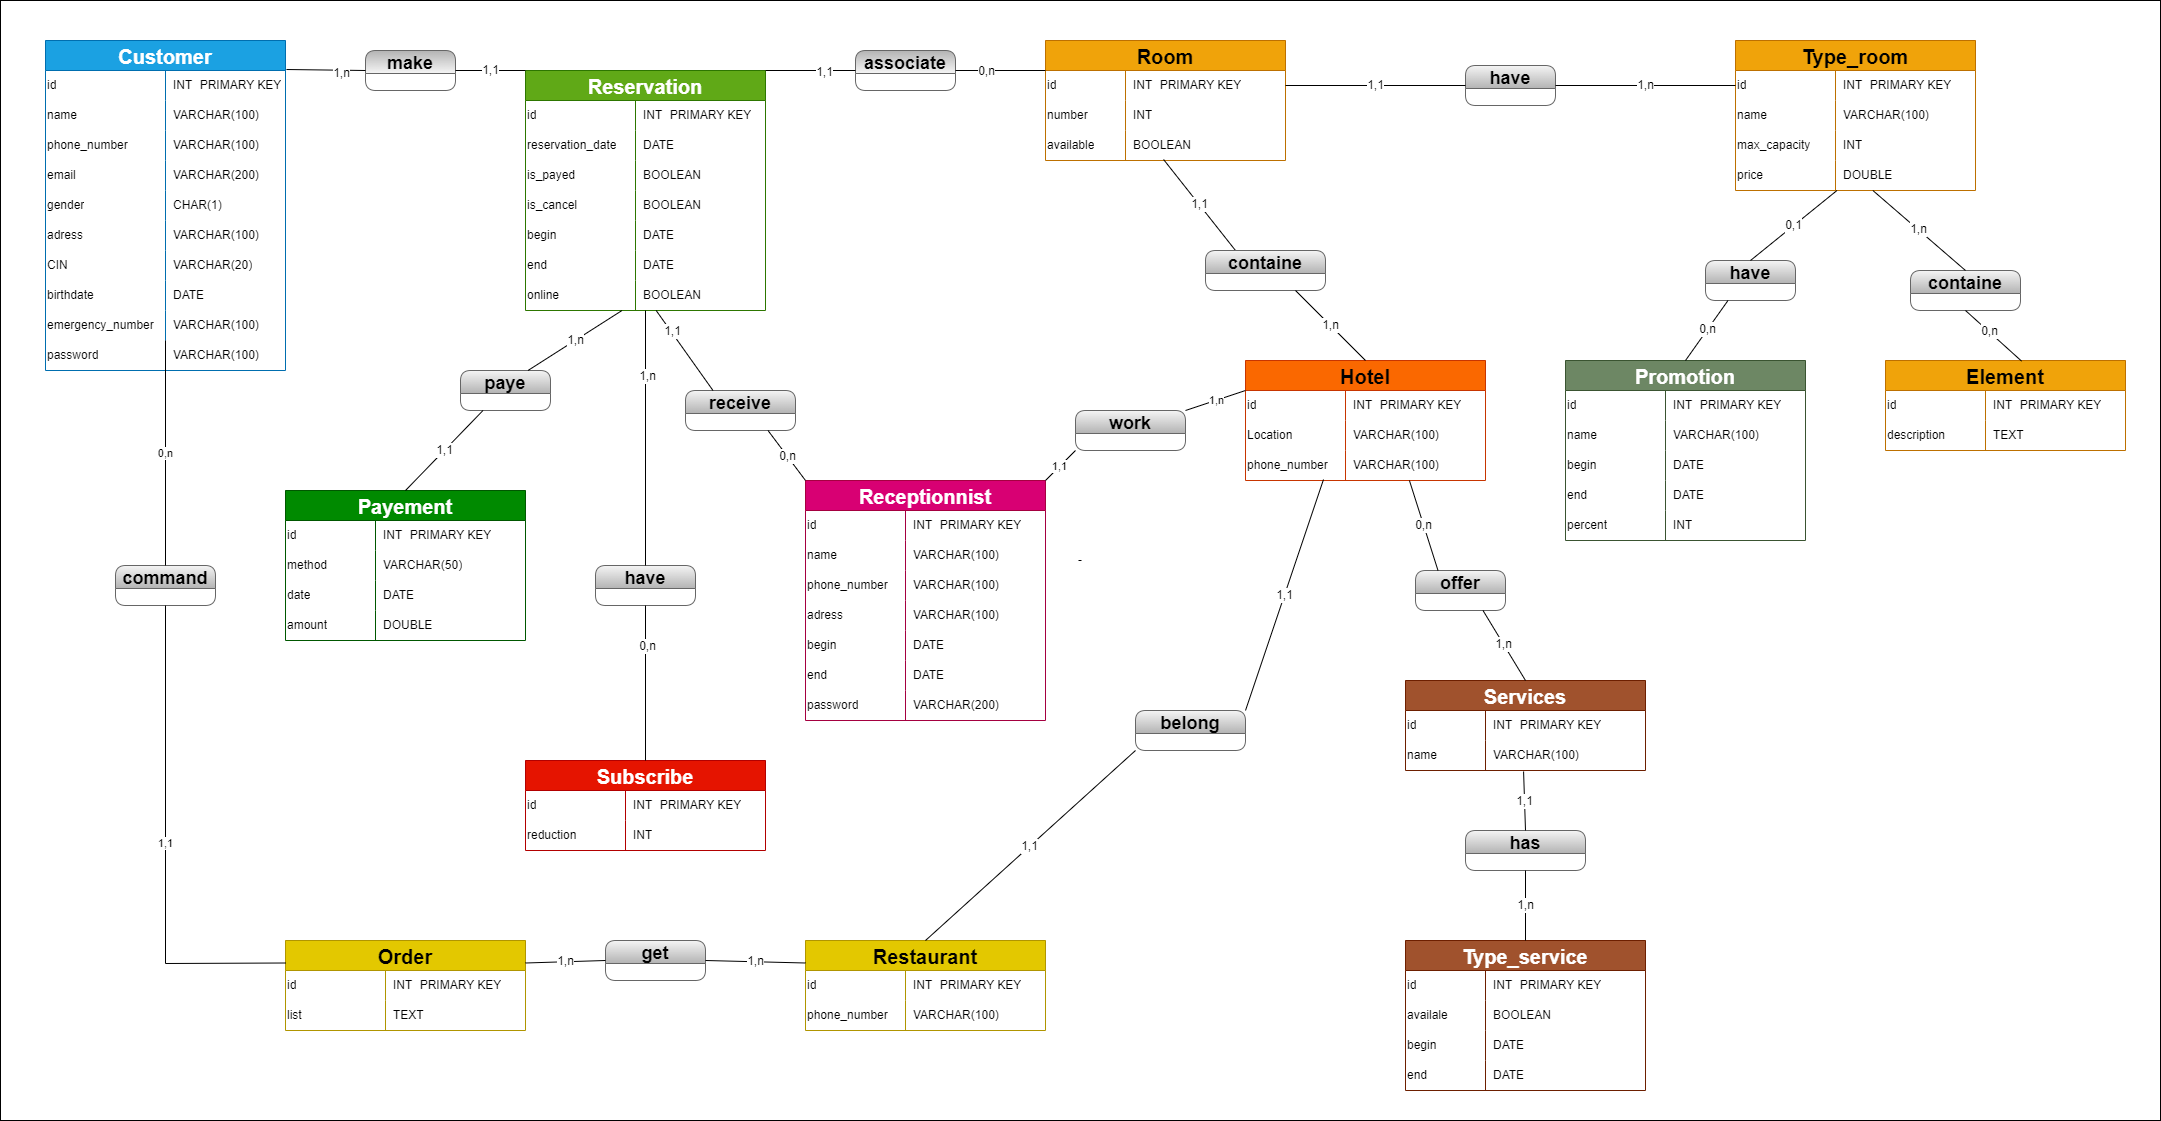 Customer
id INT PRIMARY KEY
name VARCHAR(100)
phone_number VARCHAR(100)
email VARCHAR(200)
gender CHAR(1)
adress VARCHAR(100)
CIN VARCHAR(20)
birthdate DATE
emergency_number VARCHAR(100)
password VARCHAR(100)
1,n
make
1,1
Reservation
id INT PRIMARY KEY
reservation_date DATE
is_payed BOOLEAN
is_cancel BOOLEAN
begin DATE
end DATE
online BOOLEAN
1,1
associate
0,n
Room
id INT PRIMARY KEY
number INT
available BOOLEAN
1,1
have
1,n
Type_room
id INT PRIMARY KEY
name VARCHAR(100)
max_capacity INT
price DOUBLE
1,1
containe
1,n
0,1
have
0,n
1,n
containe
0,n
1,n
paye
1,1
1,n
have
0,n
1,1
receive
0,n
Hotel
id INT PRIMARY KEY
Location VARCHAR(100)
phone_number VARCHAR(100)
1,n
work
1,1
Promotion
id INT PRIMARY KEY
name VARCHAR(100)
begin DATE
end DATE
percent INT
Element
id INT PRIMARY KEY
description TEXT
0,n
command
1,1
Payement
id INT PRIMARY KEY
method VARCHAR(50)
date DATE
amount DOUBLE
Receptionnist
id INT PRIMARY KEY
name VARCHAR(100)
phone_number VARCHAR(100)
adress VARCHAR(100)
begin DATE
end DATE
password VARCHAR(200)
-
1,1
belong
1,1
0,n
offer
1,n
Services
id INT PRIMARY KEY
name VARCHAR(100)
1,1
has
1,n
Subscribe
id INT PRIMARY KEY
reduction INT
Order
id INT PRIMARY KEY
list TEXT
1,n
get
1,n
Restaurant
id INT PRIMARY KEY
phone_number VARCHAR(100)
Type_service
id INT PRIMARY KEY
availale BOOLEAN
begin DATE
end DATE